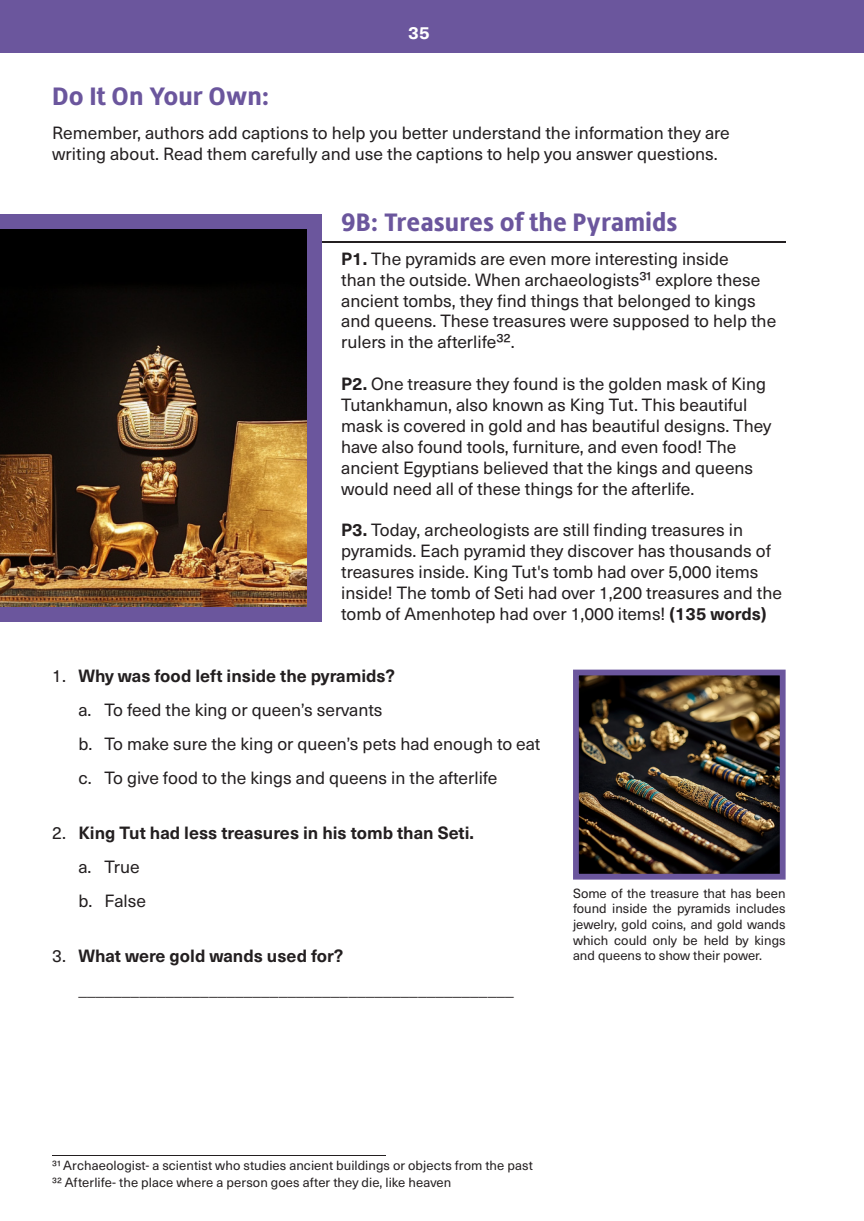 35
Do It On Your Own:
Remember, authors add captions to help you better understand the information they are
writing about. Read them carefully and use the captions to help you answer questions.
9B: Treasures of the Pyramids
P1. The pyramids are even more interesting inside
than the outside. When archaeologists³¹ explore these
ancient tombs, they find things that belonged to kings
and queens. These treasures were supposed to help the
rulers in the afterlife³².
P2. One treasure they found is the golden mask of King
Tutankhamun, also known as King Tut. This beautiful
mask is covered in gold and has beautiful designs. They
have also found tools, furniture, and even food! The
ancient Egyptians believed that the kings and queens
would need all of these things for the afterlife.
P3. Today, archeologists are still finding treasures in
pyramids. Each pyramid they discover has thousands of
treasures inside. King Tut's tomb had over 5,000 items
inside! The tomb of Seti had over 1,200 treasures and the
tomb of Amenhotep had over 1,000 items! (135 words)
1. Why was food left inside the pyramids?
a. To feed the king or queen’s servants
b. To make sure the king or queen’s pets had enough to eat
c. To give food to the kings and queens in the afterlife
2. King Tut had less treasures in his tomb than Seti.
a. True
b. False
3. What were gold wands used for?
Some of the treasure that has been
found inside the pyramids includes
jewelry, gold coins, and gold wands
which could only be held by kings
and queens to show their power.
³¹ Archaeologist- a scientist who studies ancient buildings or objects from the past
³² Afterlife- the place where a person goes after they die, like heaven